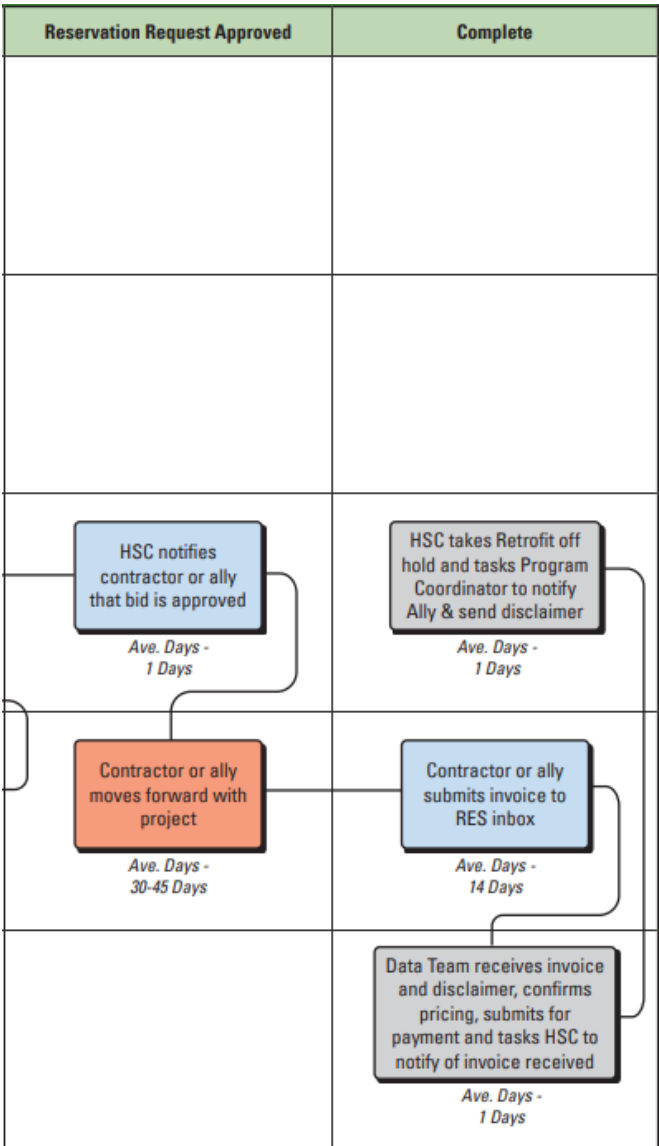 Reservation Request Approved
Complete
HSC notifies
contractor or ally
that bid is approved
Ave. Days -
1 Days
HSC takes Retrofit off
hold and tasks Program
Coordinator to notify
Ally & send disclaimer
Ave. Days -
1 Days
Contractor or ally
moves forward with
project
Ave. Days -
30-45 Days
Contractor or ally
submits invoice to
RES inbox
Ave. Days -
14 Days
Data Team receives invoice
and disclaimer, confirms
pricing, submits for
payment and tasks HSC to
notify of invoice received
Ave. Days -
1 Days